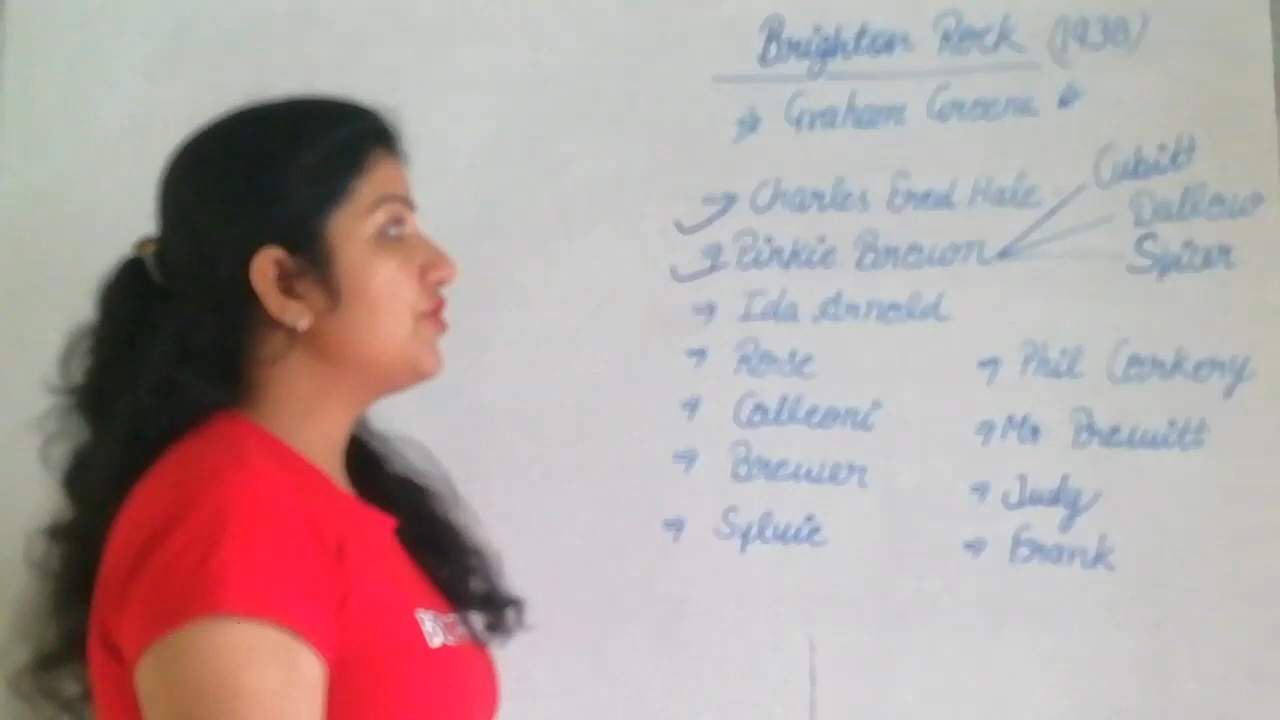 Brighton Rock (1938)
Graham Greene
→ Charles Fred Hale
→ Pinkie Brown
Cubitt
Dallow
Spicer
→ Ida Arnold
→ Rose
→ Colleoni
→ Brewer
→ Sylvie
→ Phil Corkery
→ Mr Prewitt
→ Judy
→ Frank